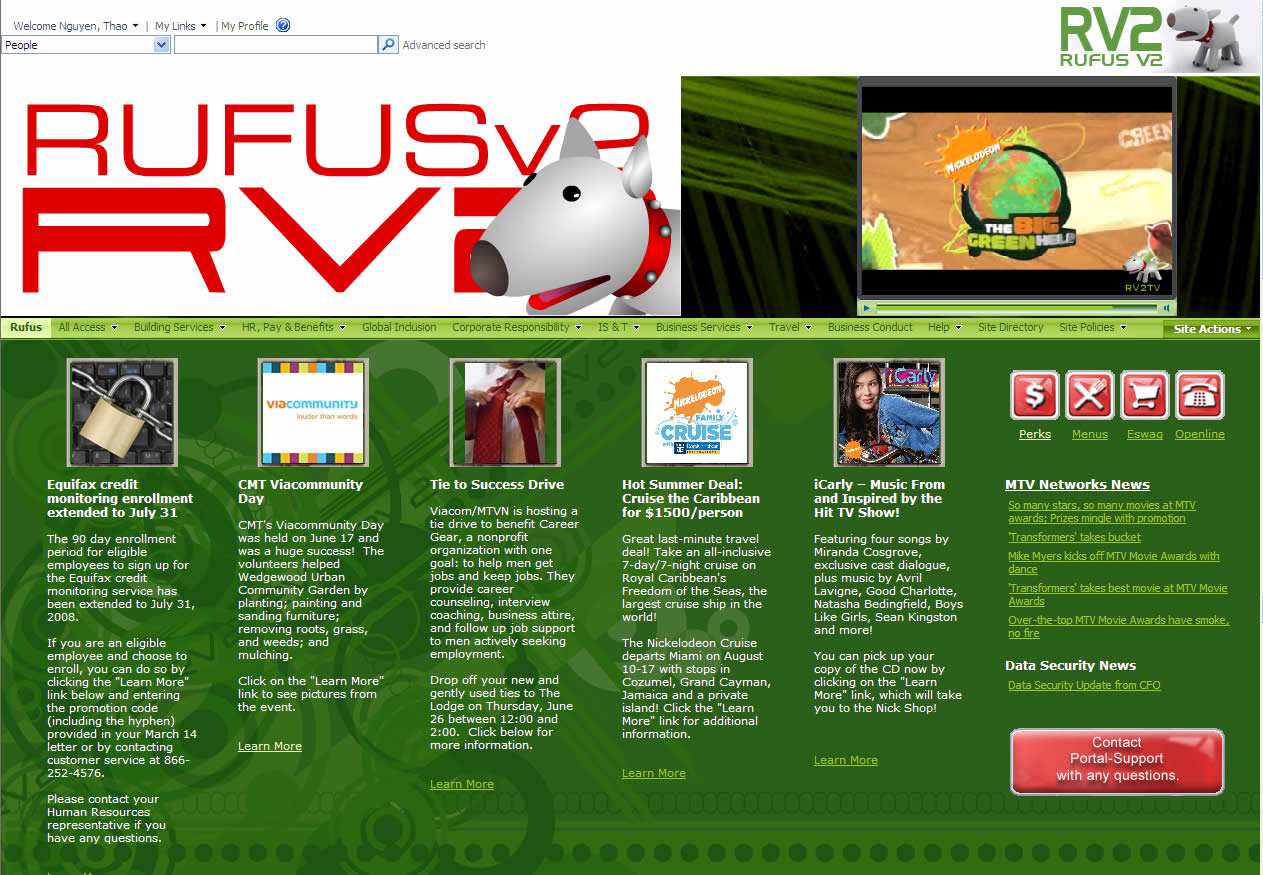 Welcome Nguyen, Thao | My Links | My Profile
People
Advanced search
RV2
RUFUS V2
RUFUSv2
RV2
NICKELODEON
THE BIG
GREEN HELP
GREEN
RV2TV
Rufus All Access Building Services HR, Pay & Benefits Global Inclusion Corporate Responsibility IS & T Business Services Travel Business Conduct Help Site Directory Site Policies Site Actions
Equifax credit
monitoring enrollment
extended to July 31
The 90 day enrollment
period for eligible
employees to sign up for
the Equifax credit
monitoring service has
been extended to July 31,
2008.
If you are an eligible
employee and choose to
enroll, you can do so by
clicking the "Learn More"
link below and entering
the promotion code
(including the hyphen)
provided in your March 14
letter or by contacting
customer service at 866-
252-4576.
Please contact your
Human Resources
representative if you
have any questions.
VIACOMMUNITY
louder than words.
CMT Viacommunity
Day
CMT's Viacommunity Day
was held on June 17 and
was a huge success!  The
volunteers helped
Wedgewood Urban
Community Garden by
planting; painting and
sanding furniture;
removing roots, grass,
and weeds; and
mulching.
Click on the "Learn More"
link to see pictures from
the event.
Learn More
Tie to Success Drive
Viacom/MTVN is hosting a
tie drive to benefit Career
Gear, a nonprofit
organization with one
goal: to help men get
jobs and keep jobs. They
provide career
counseling, interview
coaching, business attire,
and follow up job support
to men actively seeking
employment.
Drop off your new and
gently used ties to The
Lodge on Thursday, June
26 between 12:00 and
2:00.  Click below for
more information.
Learn More
NICKELODEON
FAMILY
CRUISE
Hot Summer Deal:
Cruise the Caribbean
for $1500/person
Great last-minute travel
deal! Take an all-inclusive
7-day/7-night cruise on
Royal Caribbean's
Freedom of the Seas, the
largest cruise ship in the
world!
The Nickelodeon Cruise
departs Miami on August
10-17 with stops in
Cozumel, Grand Cayman,
Jamaica and a private
island! Click the "Learn
More" link for additional
information.
Learn More
iCarly
iCarly – Music From
and Inspired by the
Hit TV Show!
Featuring four songs by
Miranda Cosgrove,
exclusive cast dialogue,
plus music by Avril
Lavigne, Good Charlotte,
Natasha Bedingfield, Boys
Like Girls, Sean Kingston
and more!
You can pick up your
copy of the CD now by
clicking on the "Learn
More" link, which will take
you to the Nick Shop!
Learn More
Perks Menus Eswag Openline
MTV Networks News
So many stars, so many movies at MTV
awards; Prizes mingle with promotion
'Transformers' takes bucket
Mike Myers kicks off MTV Movie Awards with
dance
'Transformers' takes best movie at MTV Movie
Awards
Over-the-top MTV Movie Awards have smoke,
no fire
Data Security News
Data Security Update from CFO
Contact
Portal-Support
with any questions.